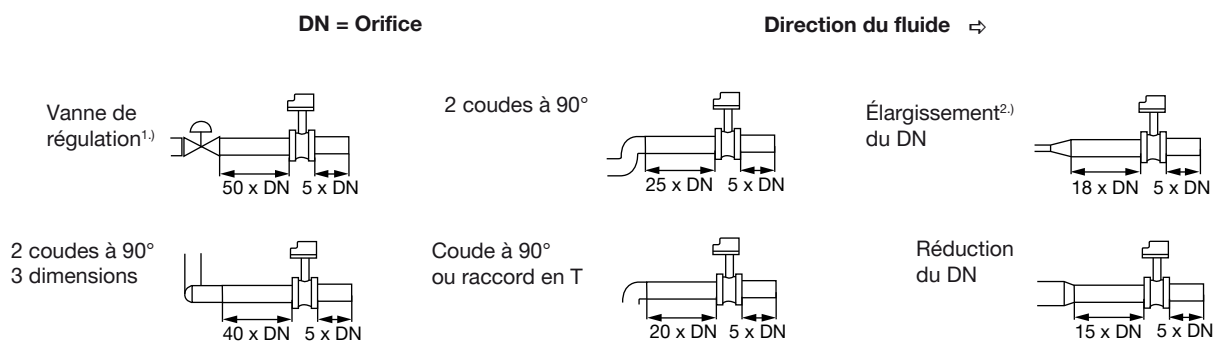 DN = Orifice
Direction du fluide ⇨
Vanne de
régulation¹·⁾
50 x DN 5 x DN
2 coudes à 90°
25 x DN 5 x DN
Élargissement²·⁾
du DN
18 x DN 5 x DN
2 coudes à 90°
3 dimensions
40 x DN 5 x DN
Coude à 90°
ou raccord en T
20 x DN 5 x DN
Réduction
du DN
15 x DN 5 x DN